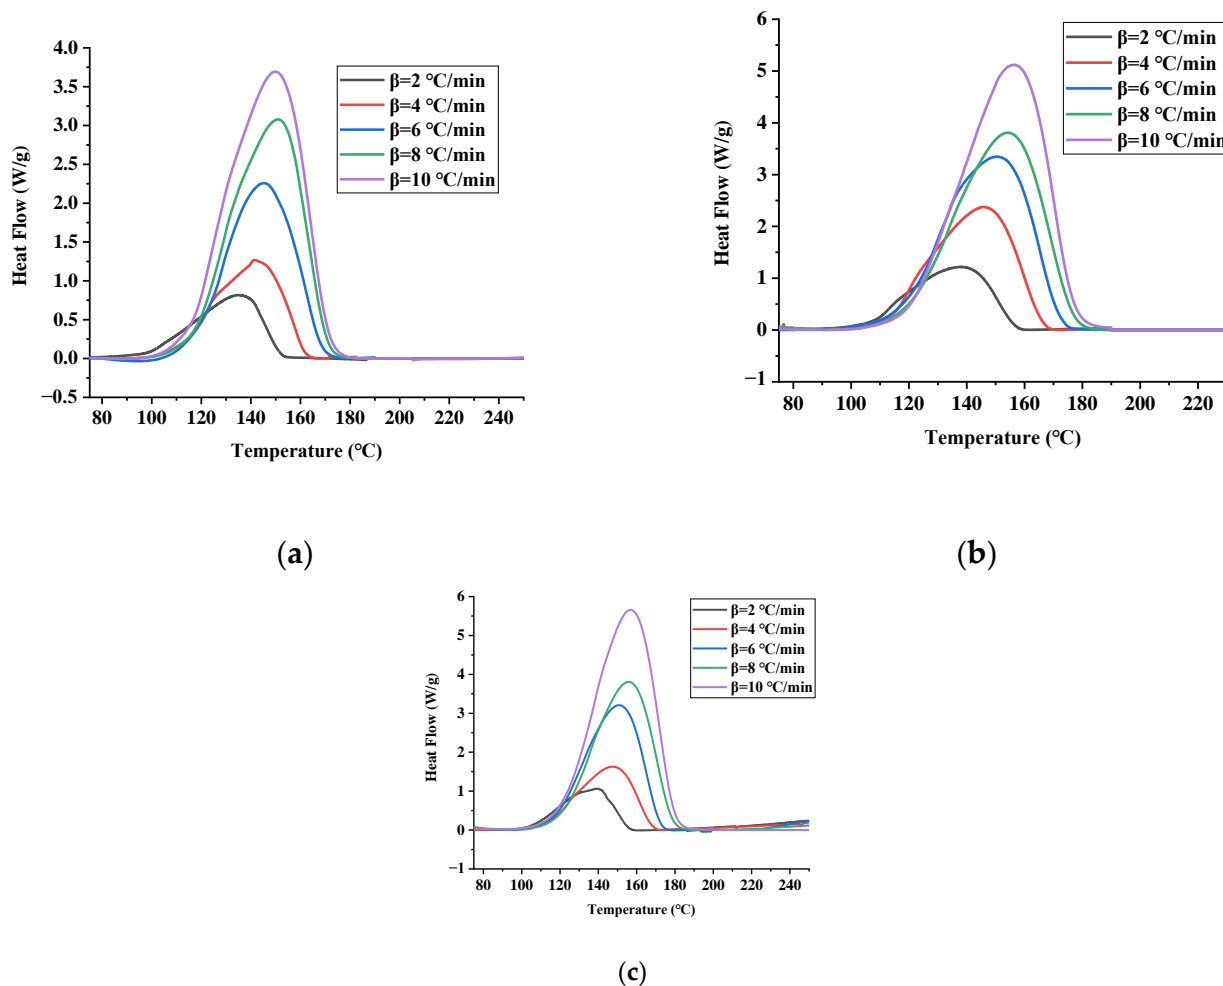 4.0
3.5
3.0
2.5
2.0
1.5
1.0
0.5
0.0
−0.5
Heat Flow (W/g)
80 100 120 140 160 180 200 220 240
Temperature (℃)
β=2 ℃/min
β=4 ℃/min
β=6 ℃/min
β=8 ℃/min
β=10 ℃/min
(a)
6
5
4
3
2
1
0
−1
Heat Flow (W/g)
80 100 120 140 160 180 200 220
Temperature (℃)
β=2 ℃/min
β=4 ℃/min
β=6 ℃/min
β=8 ℃/min
β=10 ℃/min
(b)
6
5
4
3
2
1
0
−1
Heat Flow (W/g)
80 100 120 140 160 180 200 220 240
Temperature (℃)
β=2 ℃/min
β=4 ℃/min
β=6 ℃/min
β=8 ℃/min
β=10 ℃/min
(c)